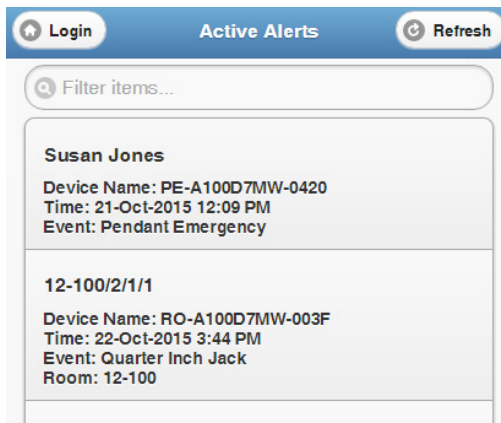 Login
Active Alerts
Refresh
Filter items...
Susan Jones
Device Name: PE-A100D7MW-0420
Time: 21-Oct-2015 12:09 PM
Event: Pendant Emergency
12-100/2/1/1
Device Name: RO-A100D7MW-003F
Time: 22-Oct-2015 3:44 PM
Event: Quarter Inch Jack
Room: 12-100